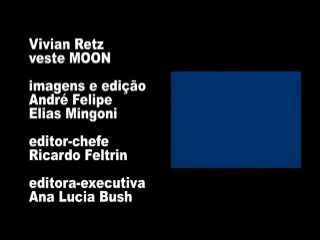 Vivian Retz
veste MOON
imagens e edição
André Felipe
Elias Mingoni
editor-chefe
Ricardo Feltrin
editora-executiva
Ana Lucia Bush